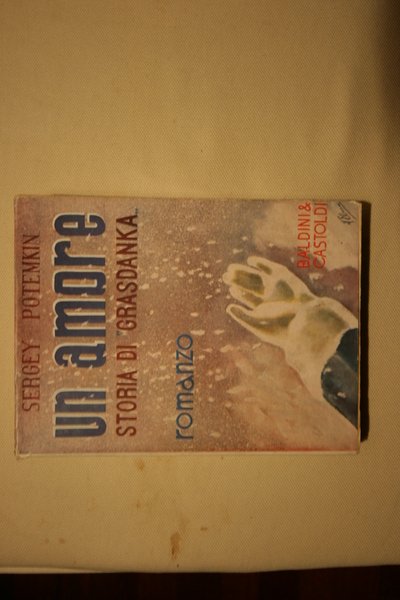 SERGEY POTEMKIN
un amore
STORIA DI "GRASDANKA"
romanzo
BALDINI &
CASTOLDI